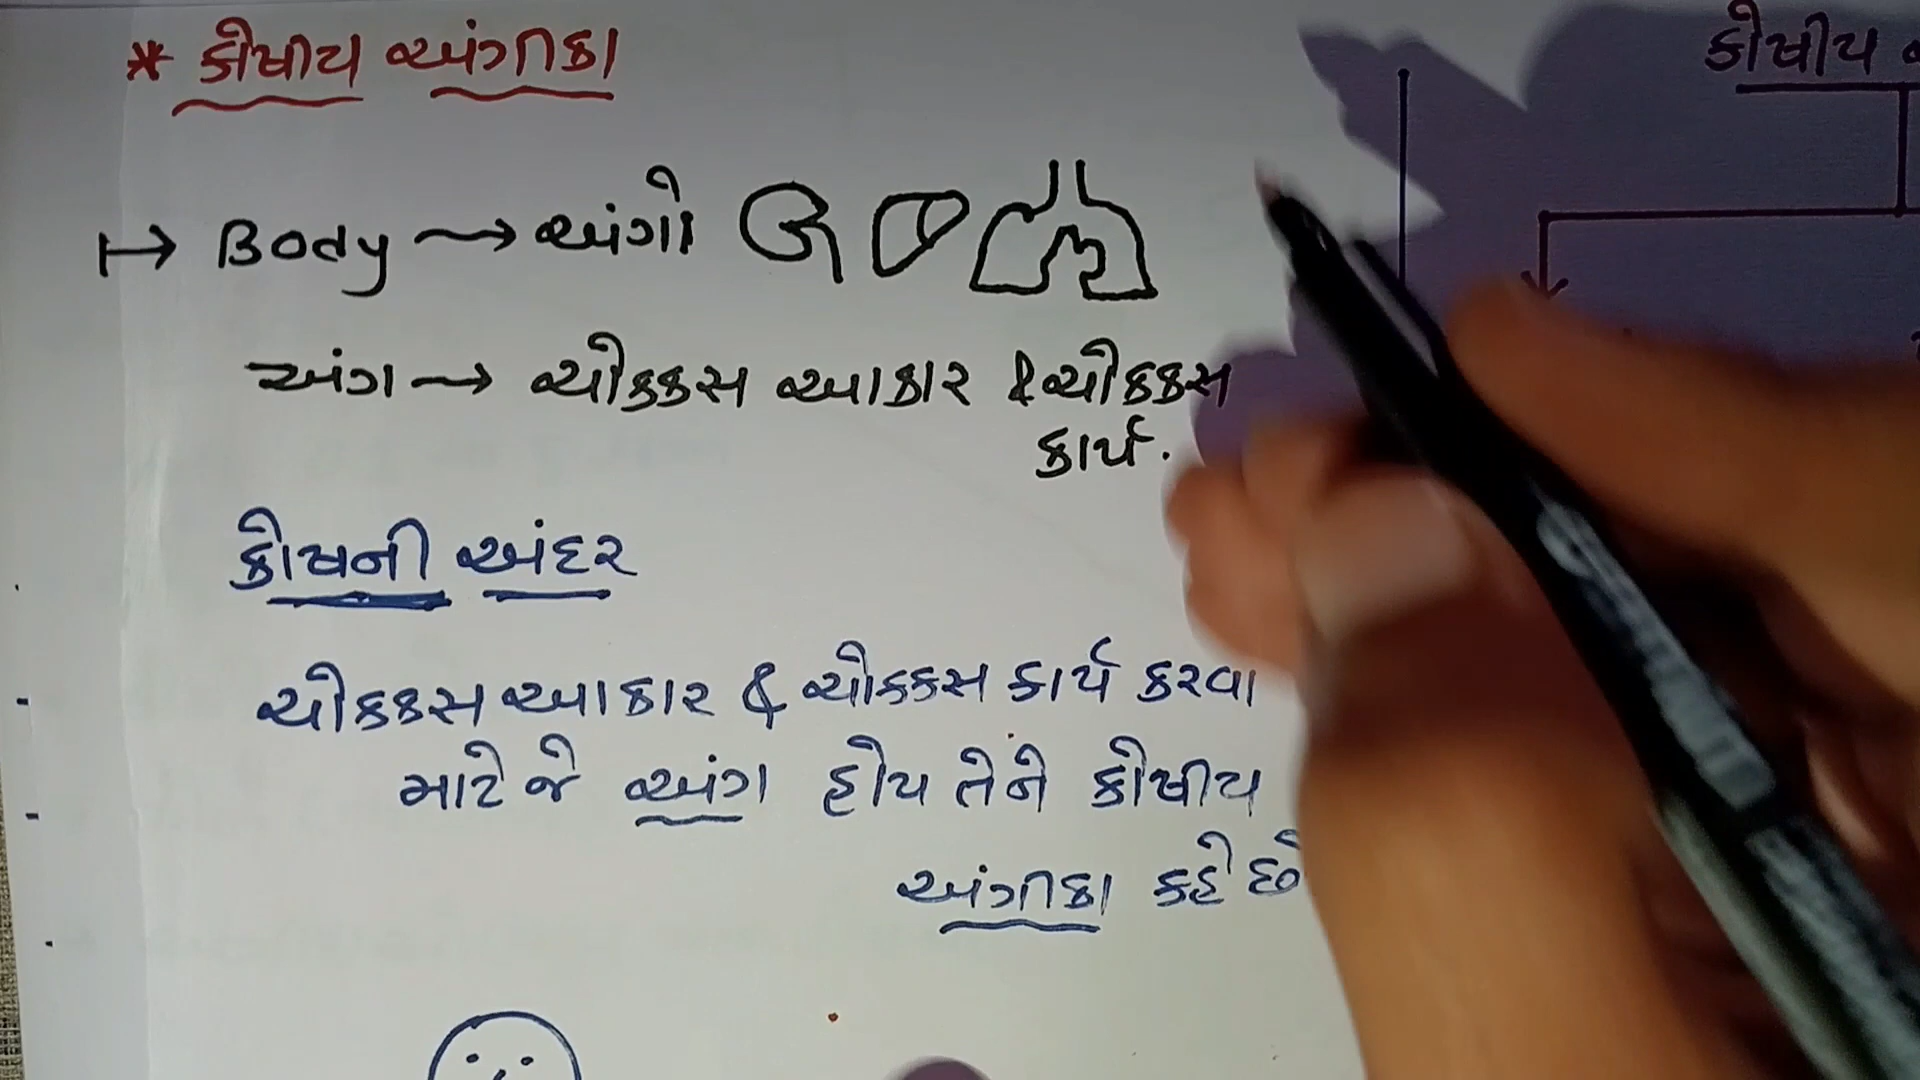 * કોષીય અંગીકા
↦ Body → અંગો
અંગ → ચોક્કસ આકાર & ચોક્કસ
કાર્ય.
કોષની અંદર
ચોક્કસ આકાર & ચોક્કસ કાર્ય કરવા
માટે જે અંગ હોય તેને કોષીય
અંગીકા કહે છે
કોષીય